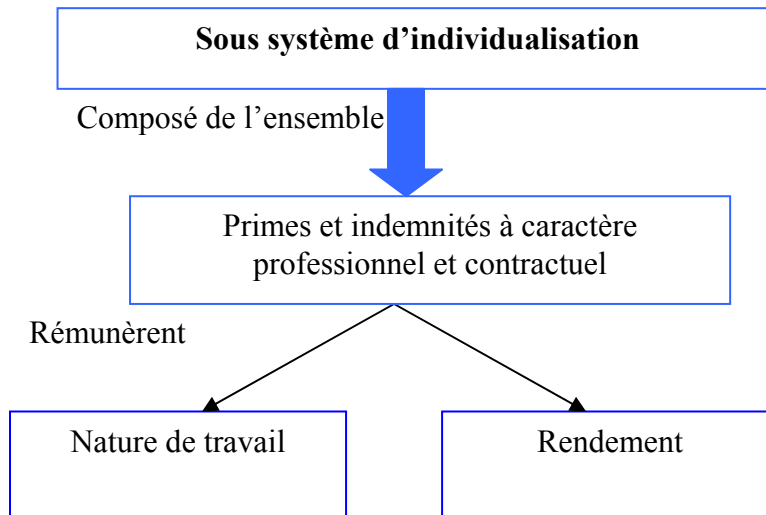 Sous système d’individualisation
Composé de l’ensemble
Primes et indemnités à caractère
professionnel et contractuel
Rémunèrent
Nature de travail
Rendement